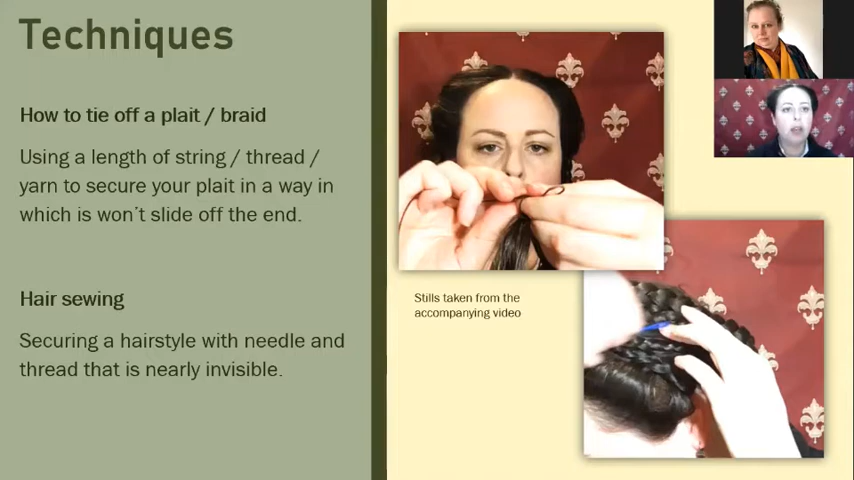 Techniques
How to tie off a plait / braid
Using a length of string / thread /
yarn to secure your plait in a way in
which is won't slide off the end.
Hair sewing
Securing a hairstyle with needle and
thread that is nearly invisible.
Stills taken from the
accompanying video